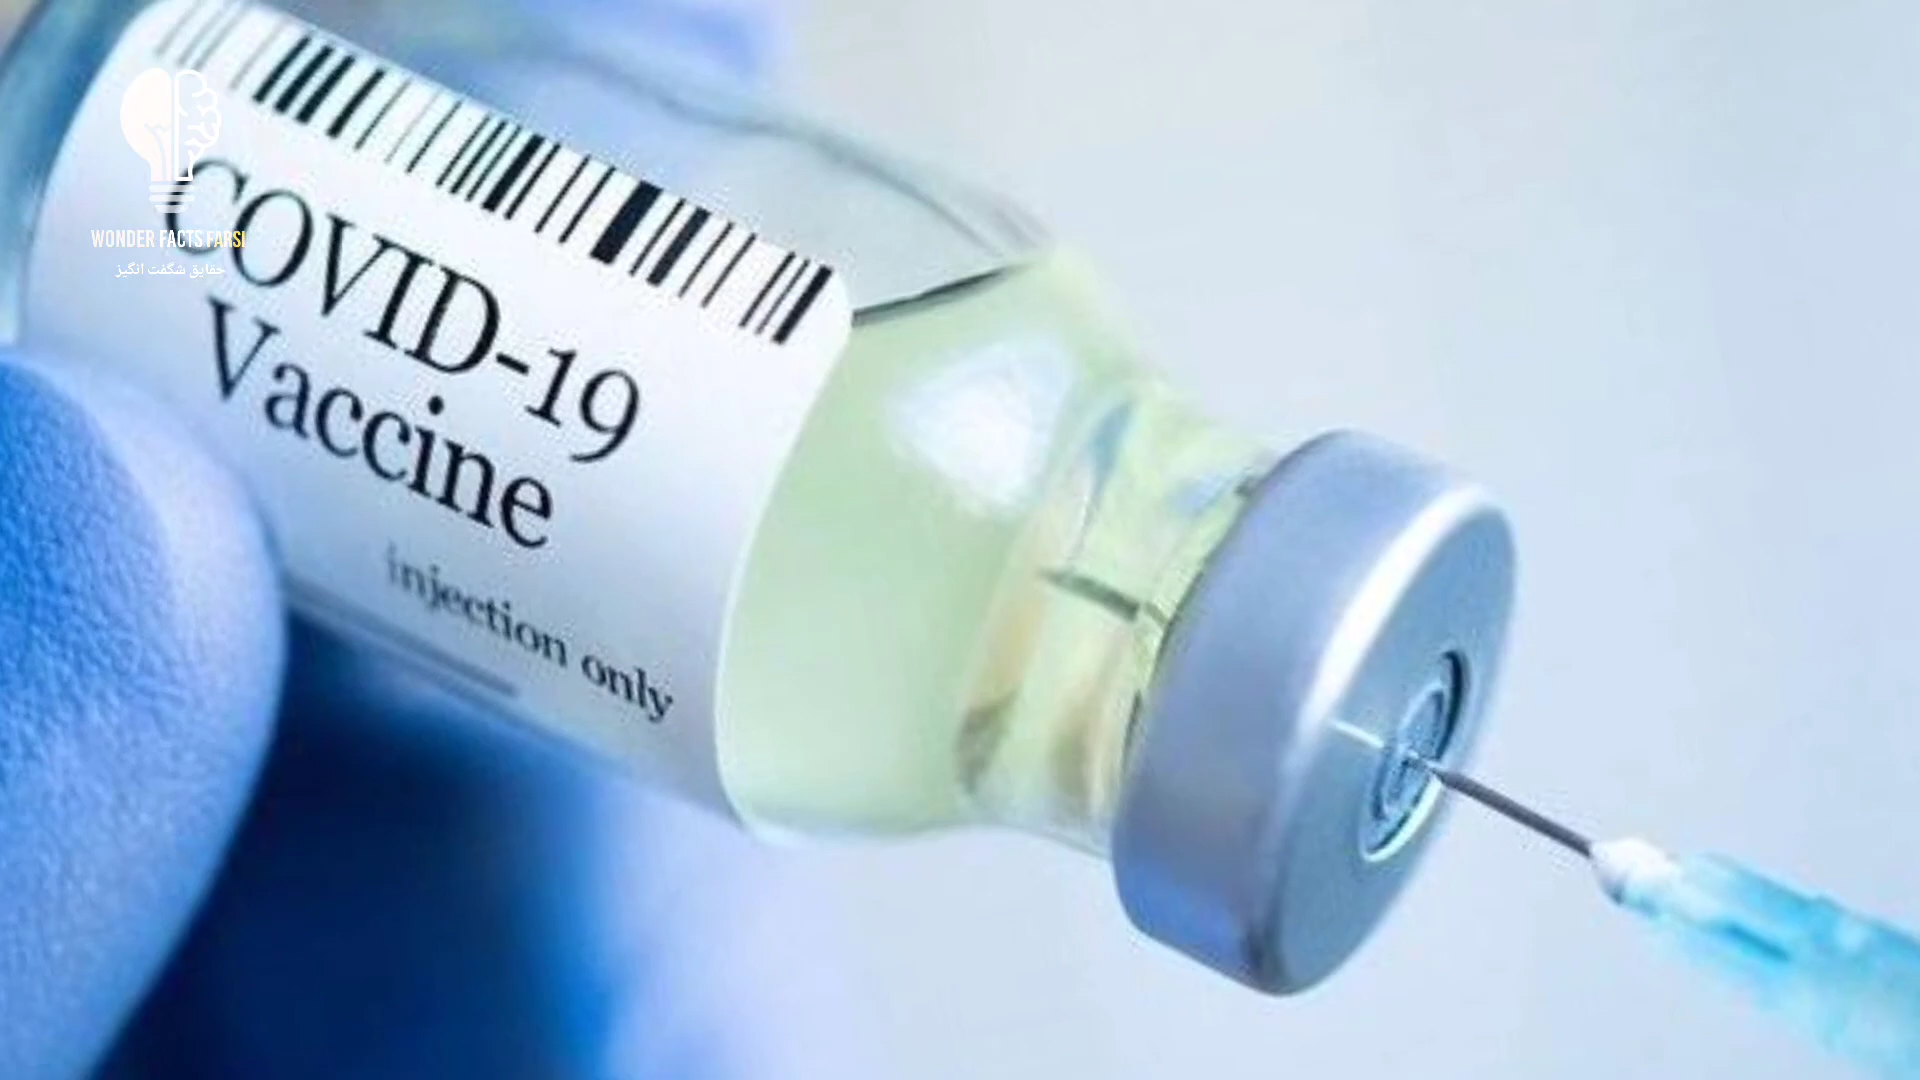 COVID-19
Vaccine
injection only
WONDER FACTS FARSI
حقایق شگفت انگیز